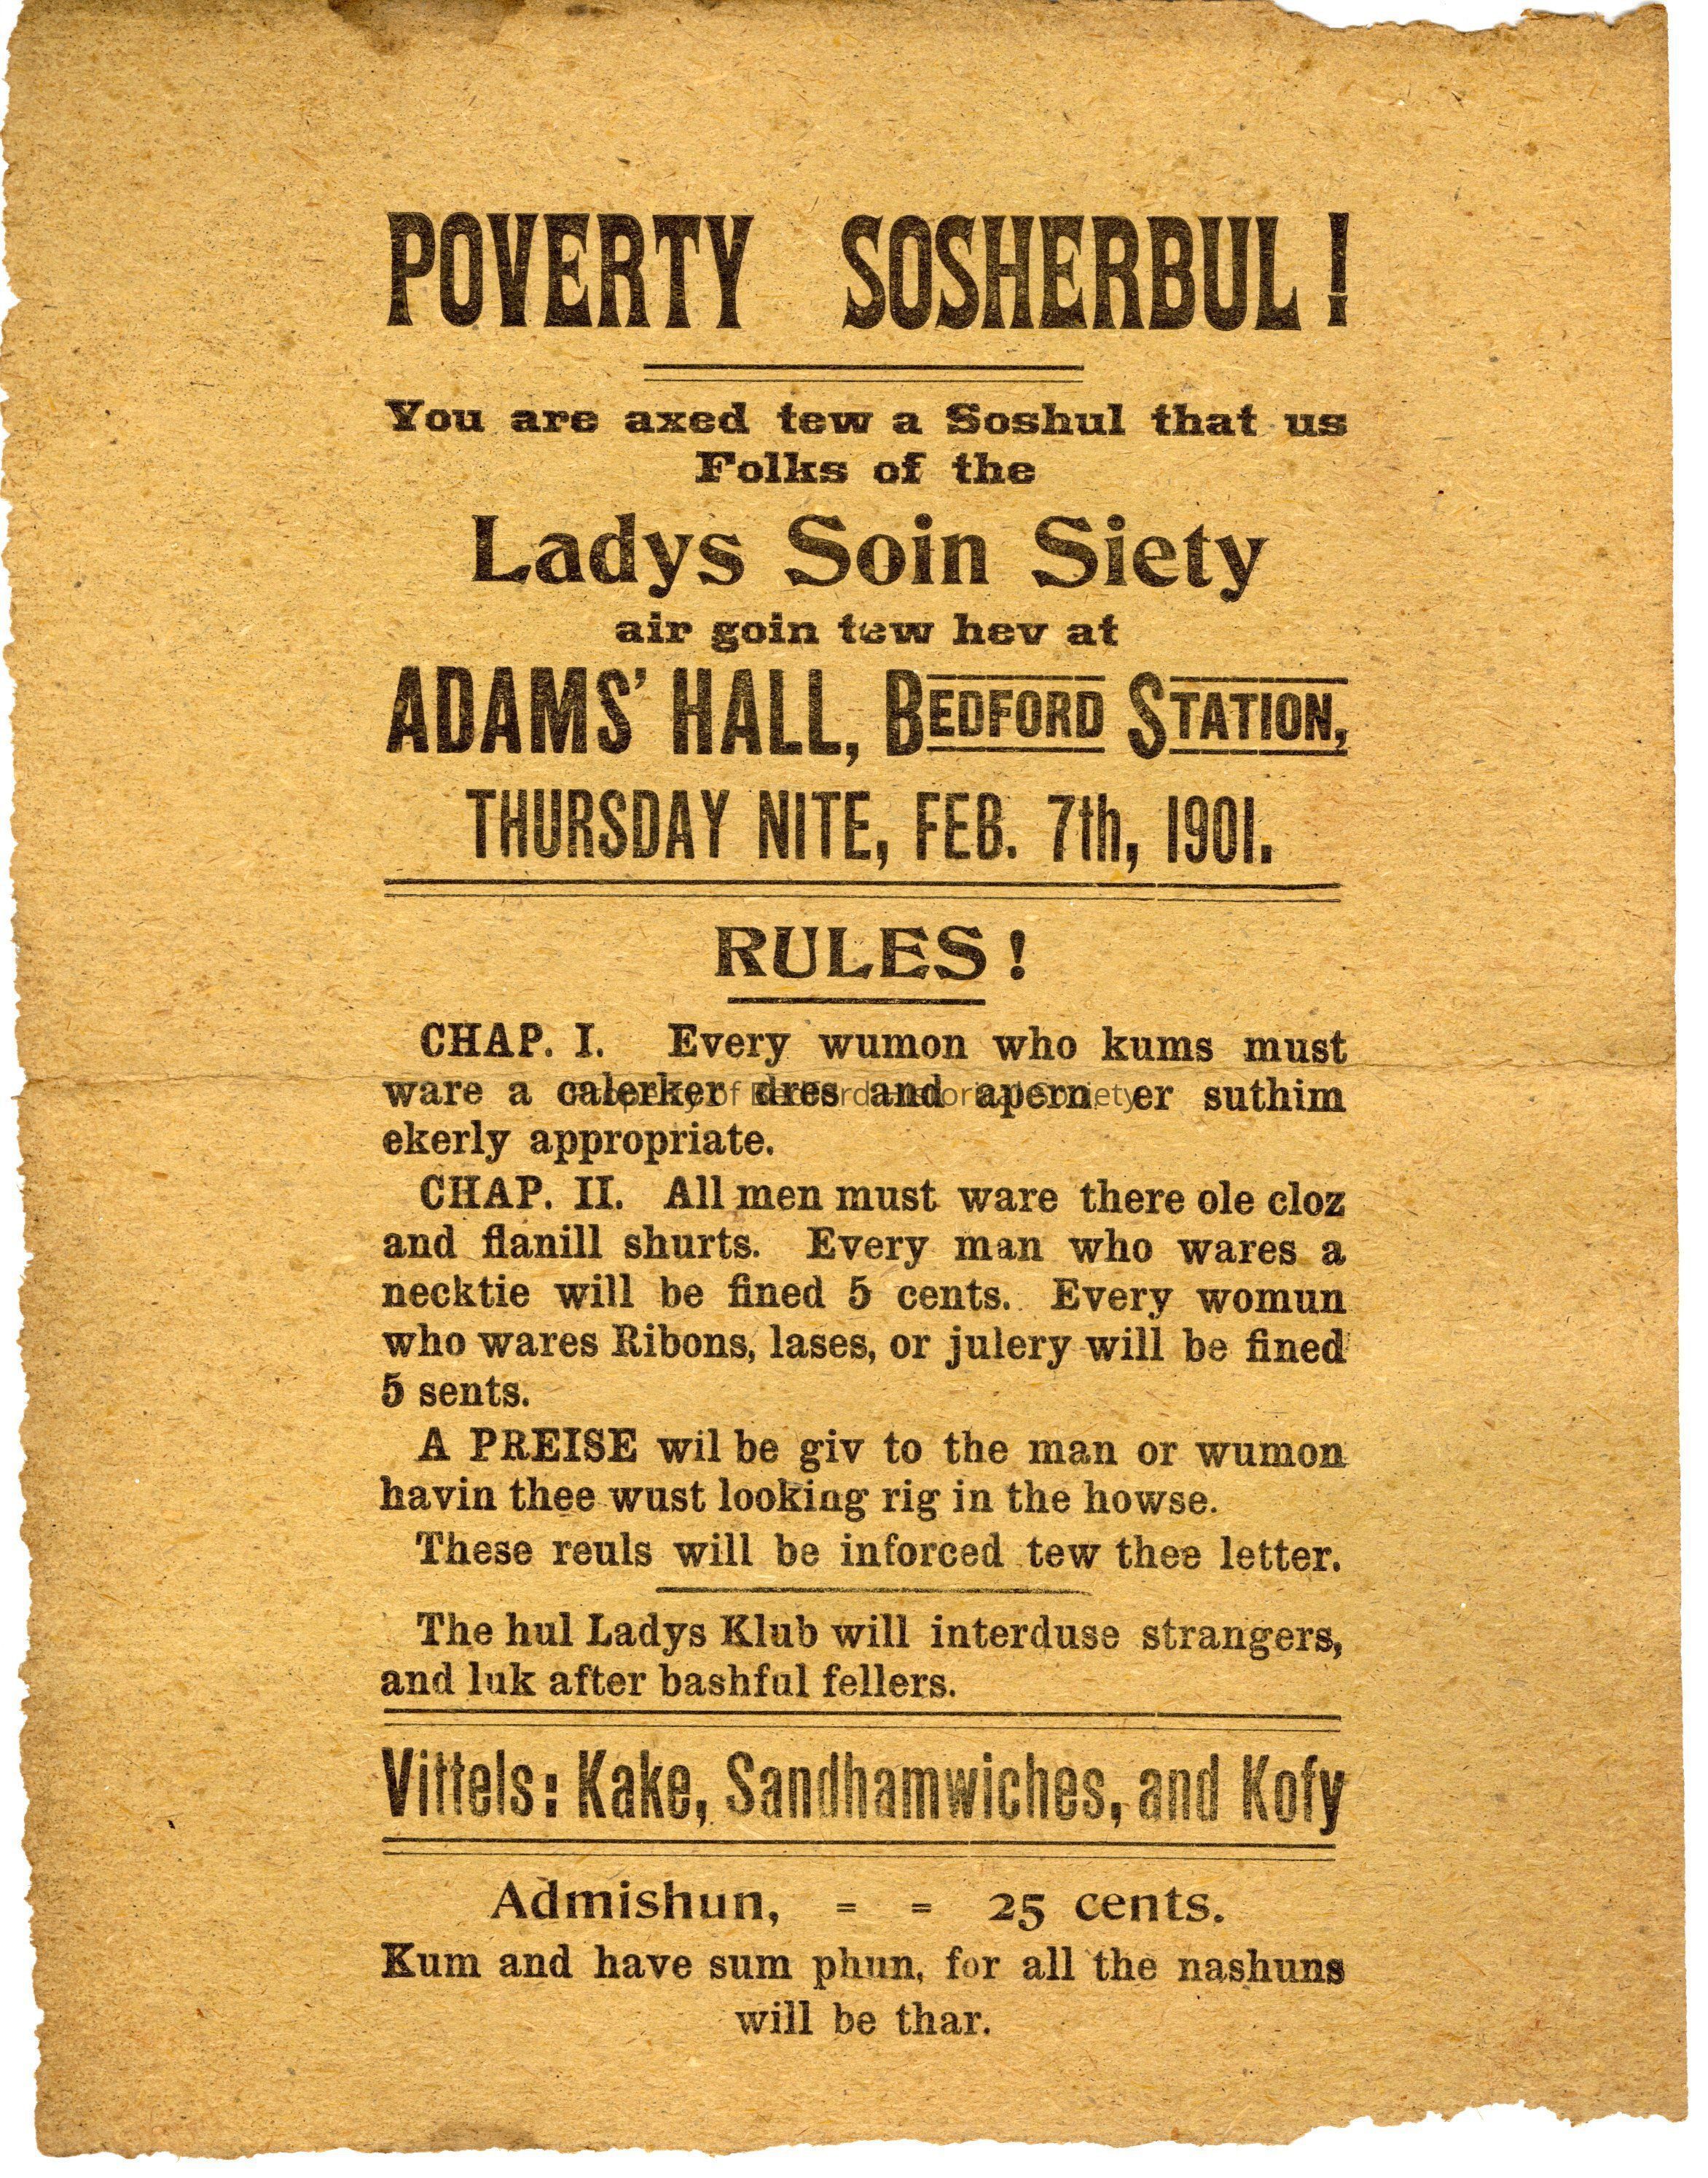 POVERTY SOSHERBUL!
You are axed tew a Soshul that us
Folks of the
Ladys Soin Siety
air goin tew hev at
ADAMS' HALL, BEDFORD STATION,
THURSDAY NITE, FEB. 7th, 1901.
RULES!
CHAP. I. Every wumon who kums must
ware a calerker dres and apern er suthim
ekerly appropriate.
CHAP. II. All men must ware there ole cloz
and flanill shurts. Every man who wares a
necktie will be fined 5 cents. Every womun
who wares Ribons, lases, or julery will be fined
5 sents.
A PREISE wil be giv to the man or wumon
havin thee wust looking rig in the howse.
These reuls will be inforced tew thee letter.
The hul Ladys Klub will interduse strangers,
and luk after bashful fellers.
Vittels: Kake, Sandhamwiches, and Kofy
Admishun, = = 25 cents.
Kum and have sum phun, for all the nashuns
will be thar.
Property of Bedford Historical Society